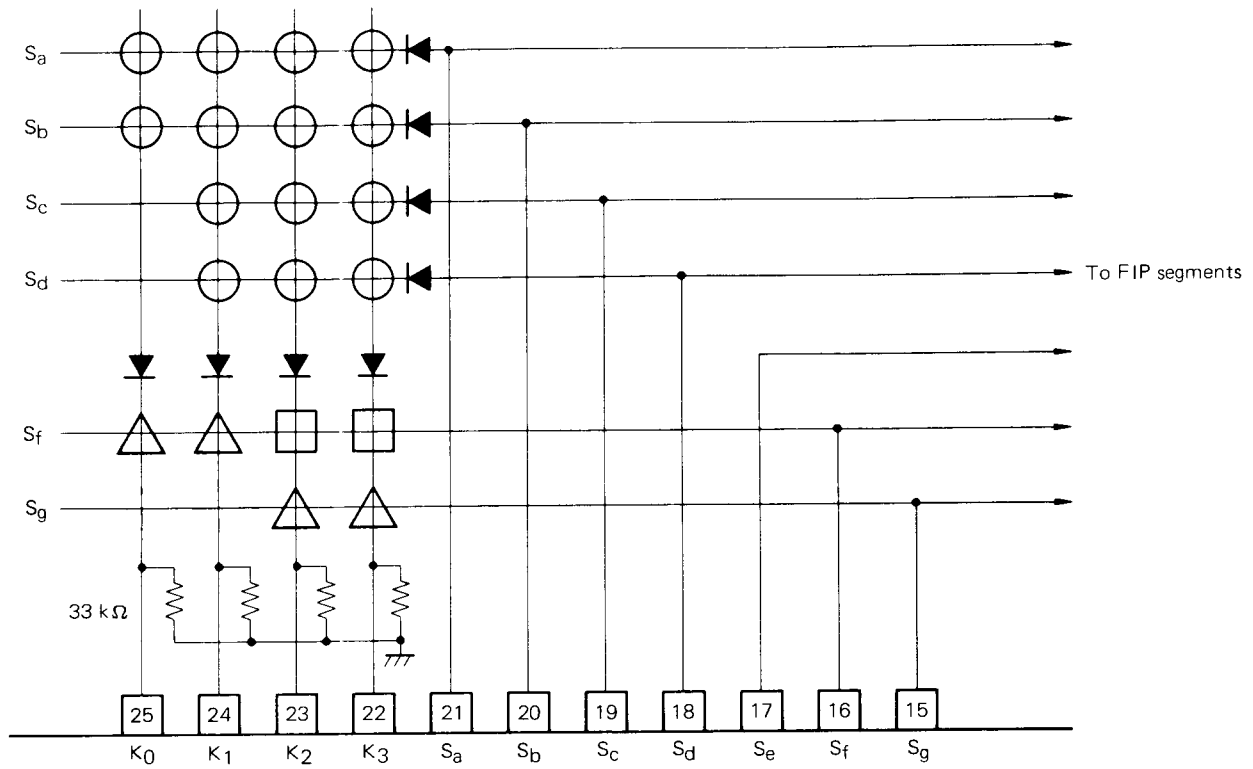 Sa
Sb
Sc
Sd
To FIP segments
Sf
Sg
33 kΩ
25 24 23 22 21 20 19 18 17 16 15
K0 K1 K2 K3 Sa Sb Sc Sd Se Sf Sg